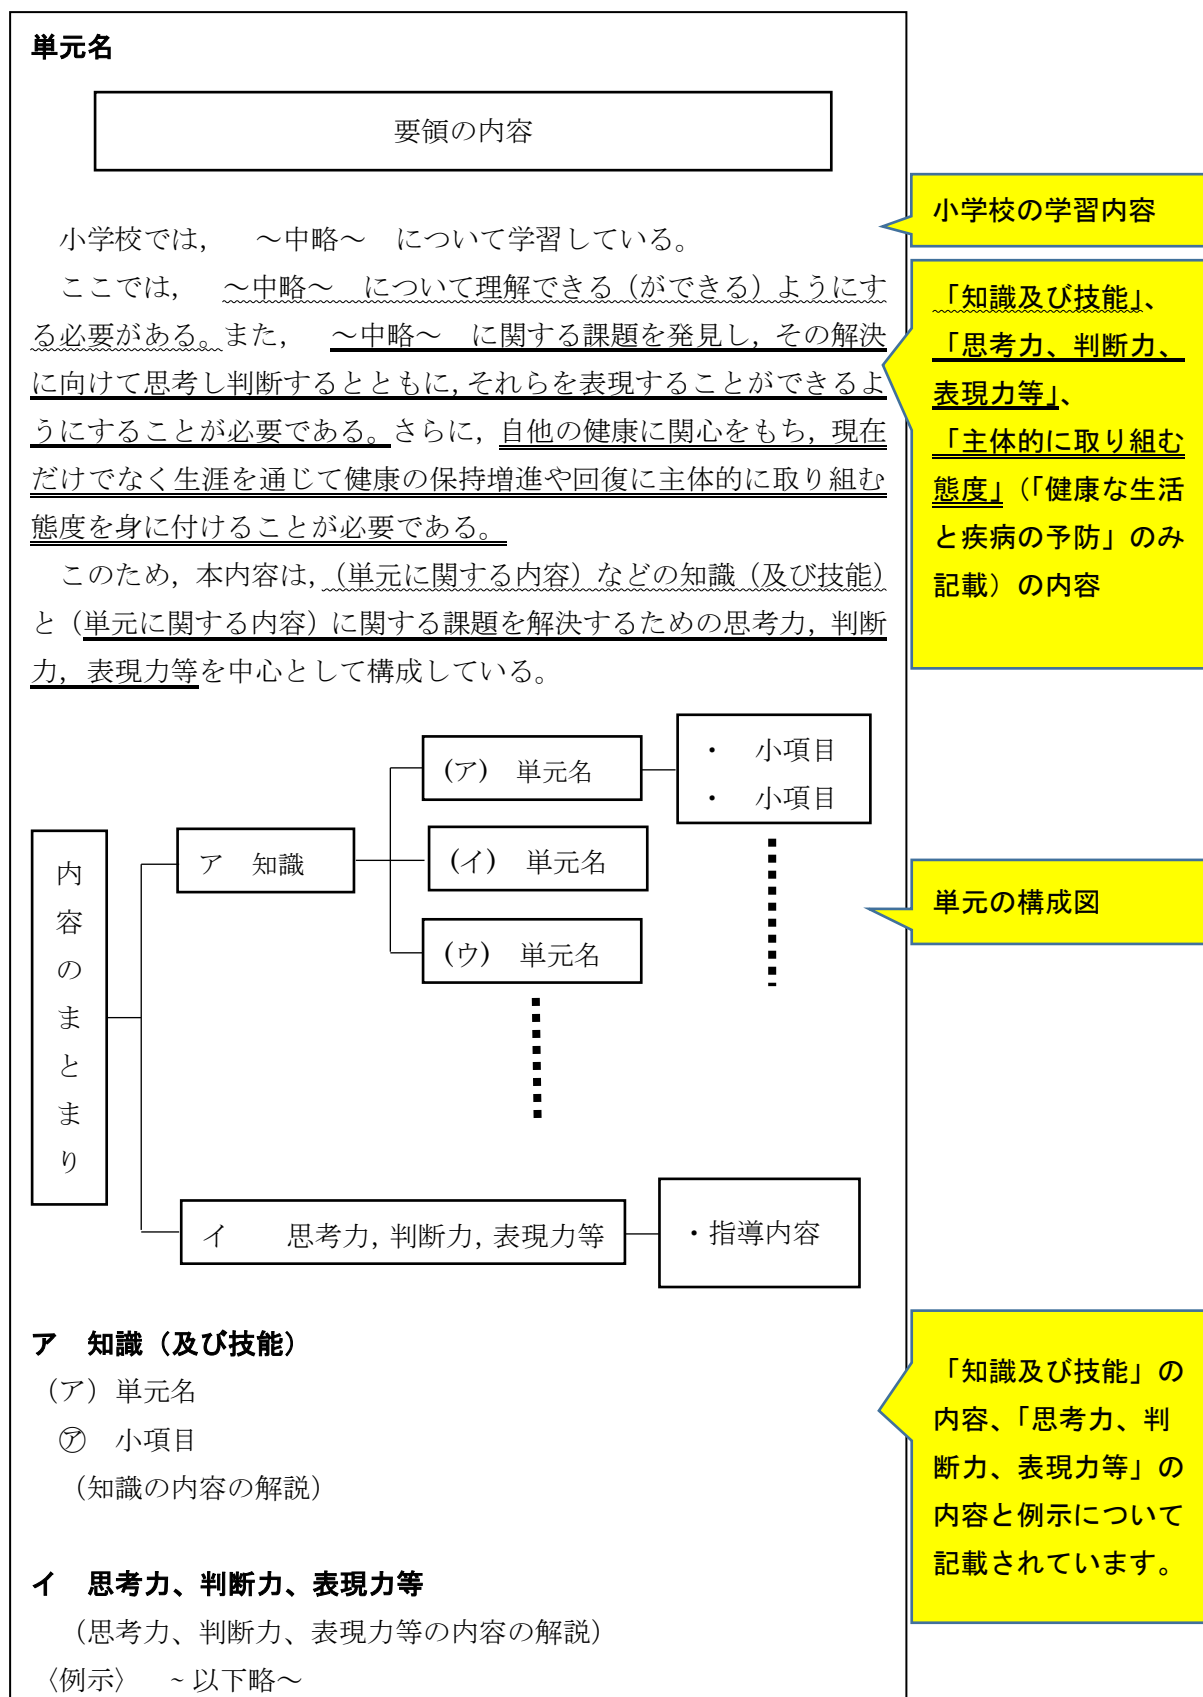 単元名
要領の内容
小学校では，　～中略～　について学習している。
ここでは，　～中略～　について理解できる（ができる）ようにす
る必要がある。また，　～中略～　に関する課題を発見し，その解決
に向けて思考し判断するとともに，それらを表現することができるよ
うにすることが必要である。さらに，自他の健康に関心をもち，現在
だけでなく生涯を通じて健康の保持増進や回復に主体的に取り組む
態度を身に付けることが必要である。
このため，本内容は，（単元に関する内容）などの知識（及び技能）
と（単元に関する内容）に関する課題を解決するための思考力，判断
力，表現力等を中心として構成している。
小学校の学習内容
「知識及び技能」、
「思考力、判断力、
表現力等」、
「主体的に取り組む
態度」（「健康な生活
と疾病の予防」のみ
記載）の内容
内容のまとまり
ア　知識
(ア)　単元名
・　小項目
・　小項目
(イ)　単元名
(ウ)　単元名
イ　　思考力，判断力，表現力等
・指導内容
単元の構成図
ア　知識（及び技能）
（ア）単元名
㋐　小項目
（知識の内容の解説）
イ　思考力、判断力、表現力等
（思考力、判断力、表現力等の内容の解説）
〈例示〉　~以下略～
「知識及び技能」の
内容、「思考力、判
断力、表現力等」の
内容と例示について
記載されています。